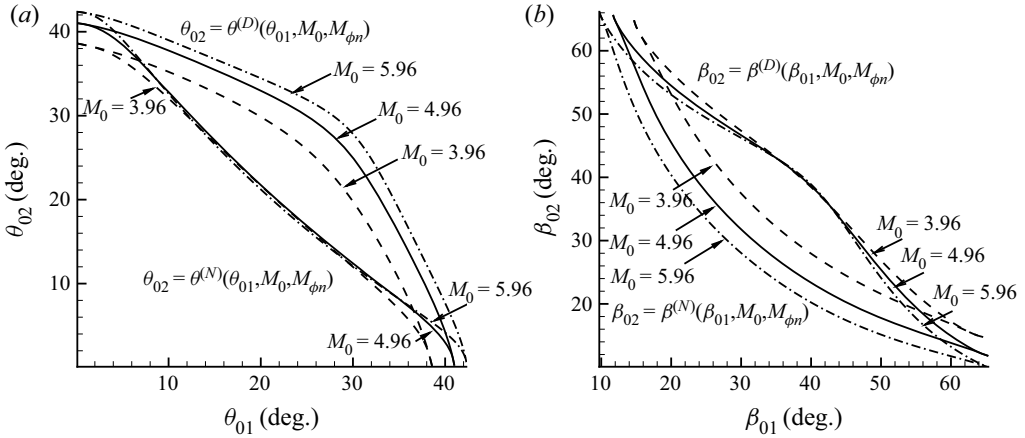 (a)
40
30
20
10
10
20
30
40
θ02 (deg.)
θ01 (deg.)
θ02 = θ(D)(θ01, M0, Mϕn)
M0 = 5.96
M0 = 4.96
M0 = 3.96
M0 = 3.96
θ02 = θ(N)(θ01, M0, Mϕn)
M0 = 5.96
M0 = 4.96
(b)
60
50
40
30
20
10
20
30
40
50
60
β02 (deg.)
β01 (deg.)
β02 = β(D)(β01, M0, Mϕn)
M0 = 3.96
M0 = 4.96
M0 = 5.96
M0 = 3.96
M0 = 4.96
M0 = 5.96
β02 = β(N)(β01, M0, Mϕn)